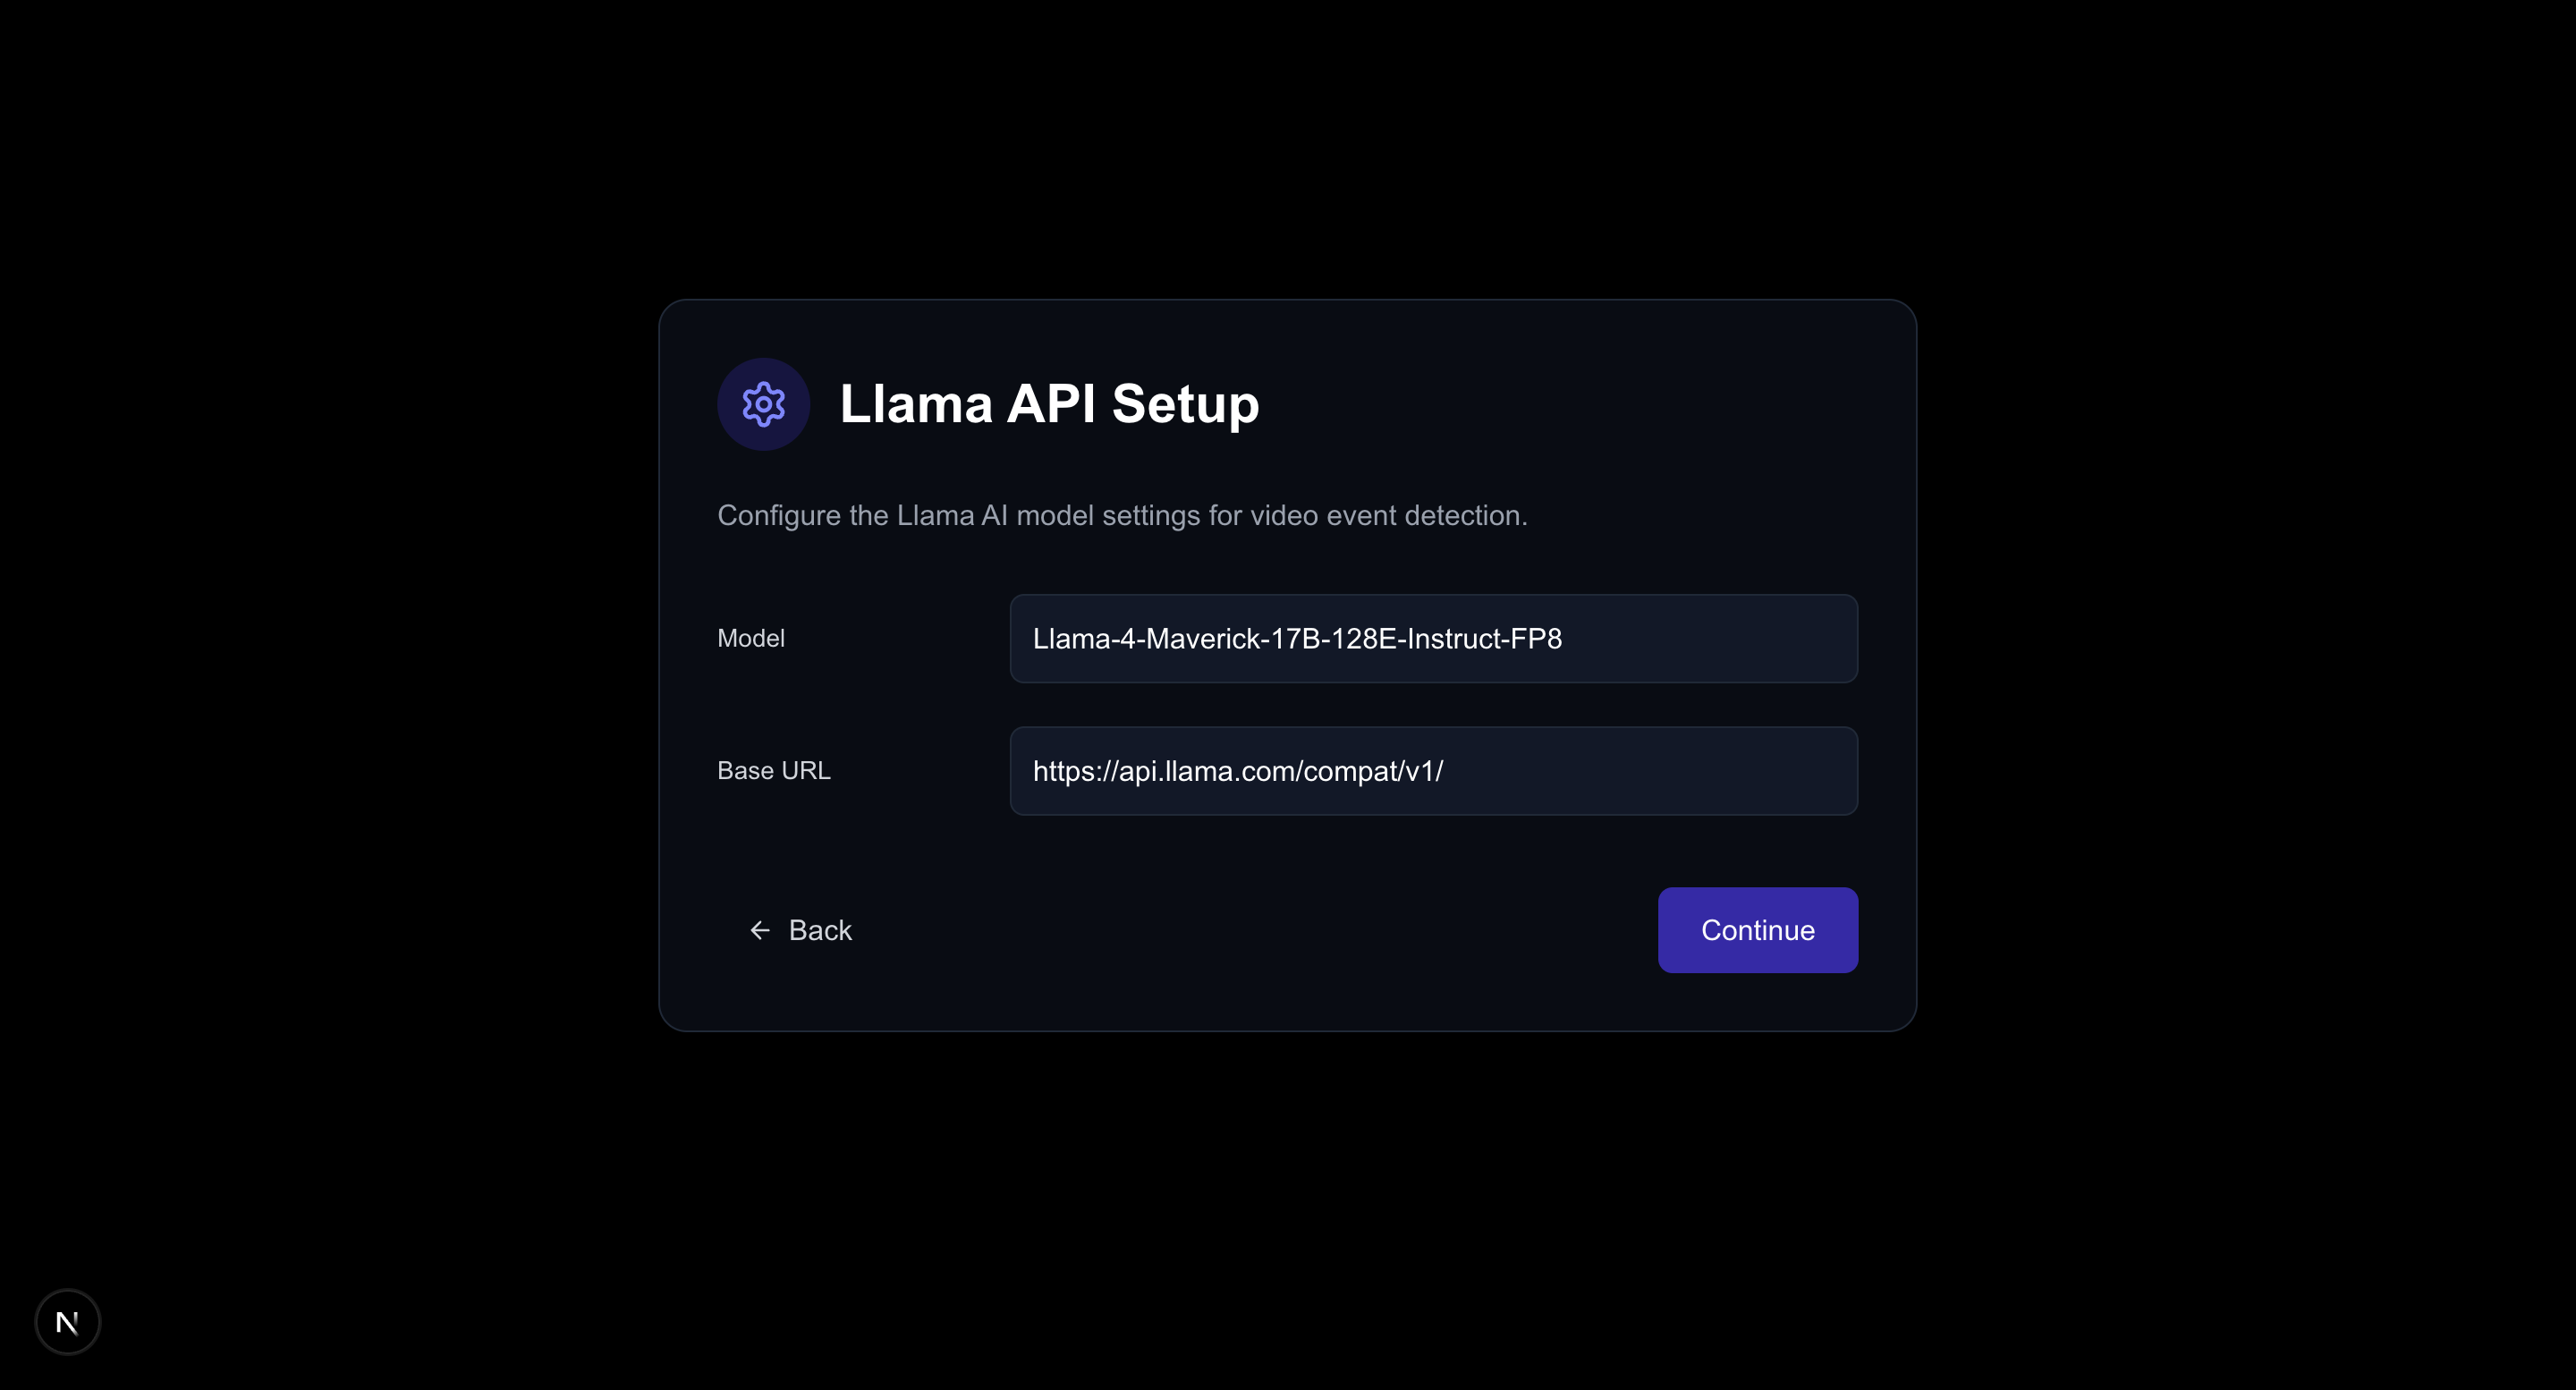 Llama API Setup
Configure the Llama AI model settings for video event detection.
Model
Llama-4-Maverick-17B-128E-Instruct-FP8
Base URL
https://api.llama.com/compat/v1/
Back
Continue
N